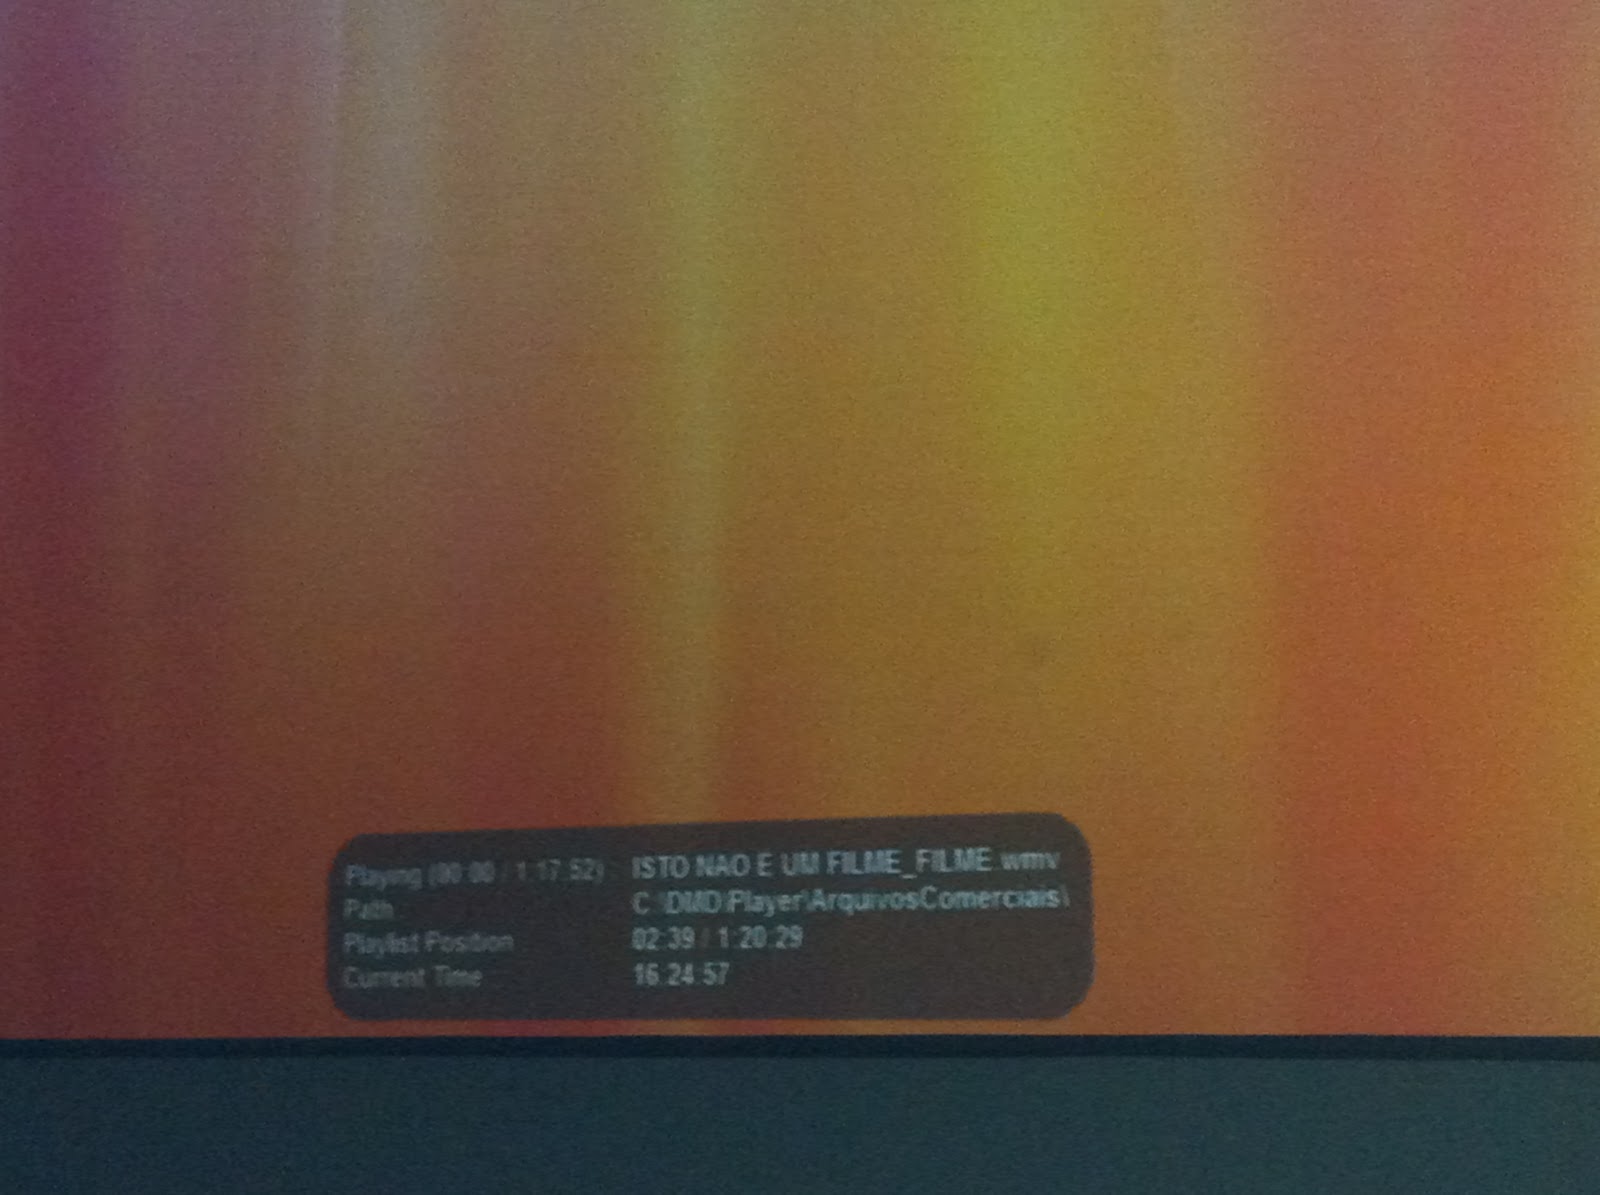 Playing (00:00 / 1:17:52) ISTO NAO E UM FILME_FILME.wmv
Path C:\DMD\Player\ArquivosComerciais\
Playlist Position 02:39 / 1:20:29
Current Time 16:24:57